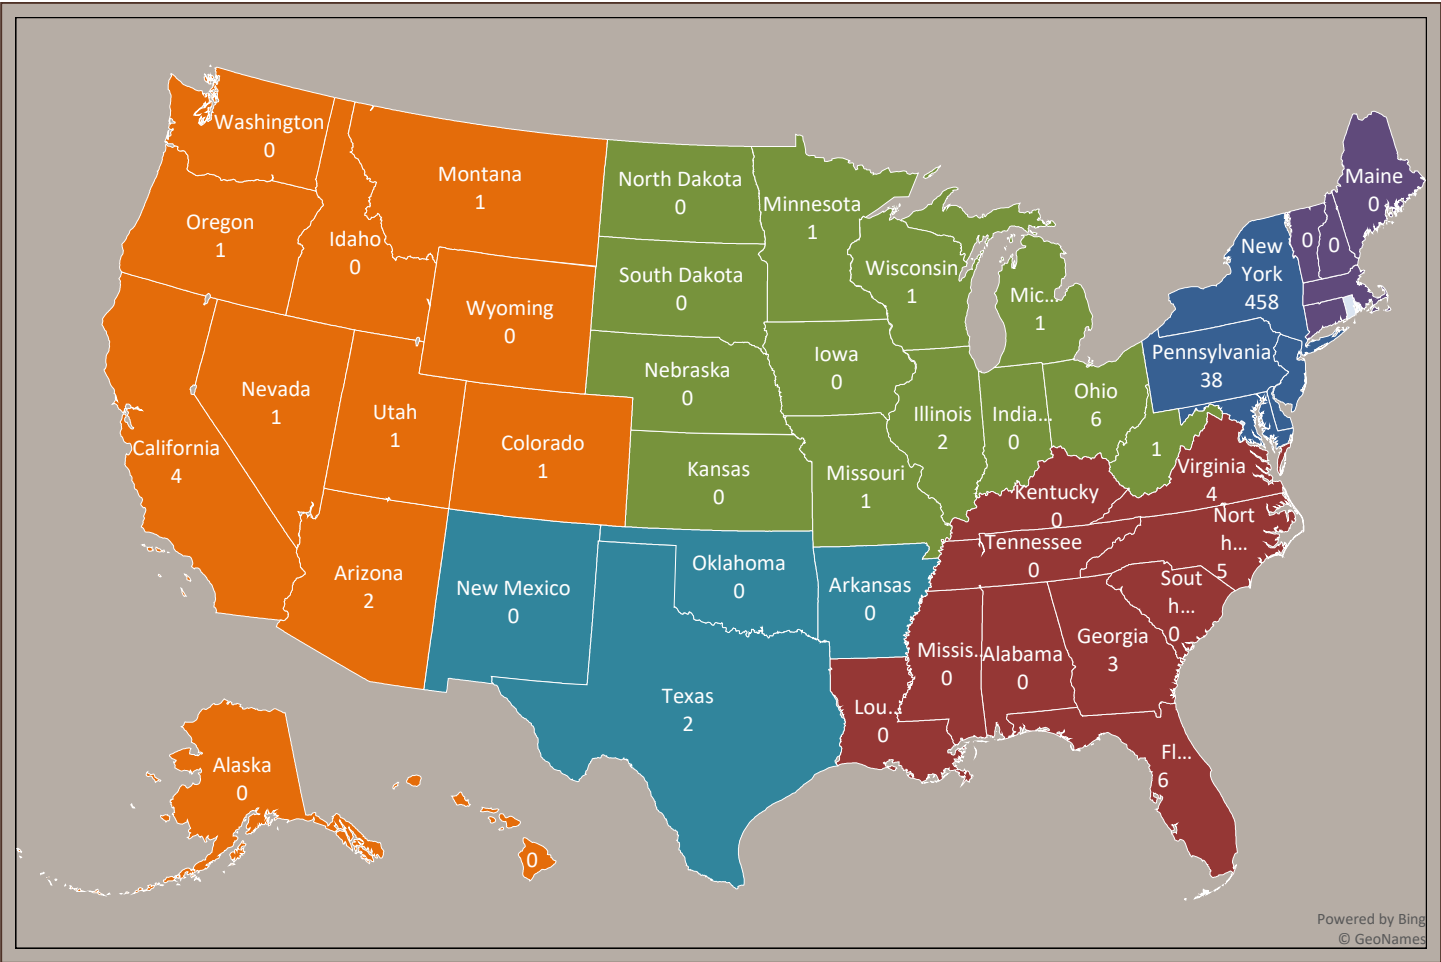 Washington
0
Montana
1
Oregon
1
Idaho
0
Wyoming
0
Nevada
1
Utah
1
Colorado
1
California
4
Arizona
2
Alaska
0
0
North Dakota
0
South Dakota
0
Nebraska
0
Kansas
0
Minnesota
1
Iowa
0
Missouri
1
Wisconsin
1
Illinois
2
Mic...
1
India...
0
Ohio
6
1
New Mexico
0
Oklahoma
0
Arkansas
0
Texas
2
Kentucky
0
Tennessee
0
Virginia
4
Nort
h...
5
Sout
h...
0
Georgia
3
Alabama
0
Missis...
0
Lou...
0
Fl...
6
Maine
0
0
0
New
York
458
Pennsylvania
38
Powered by Bing
© GeoNames